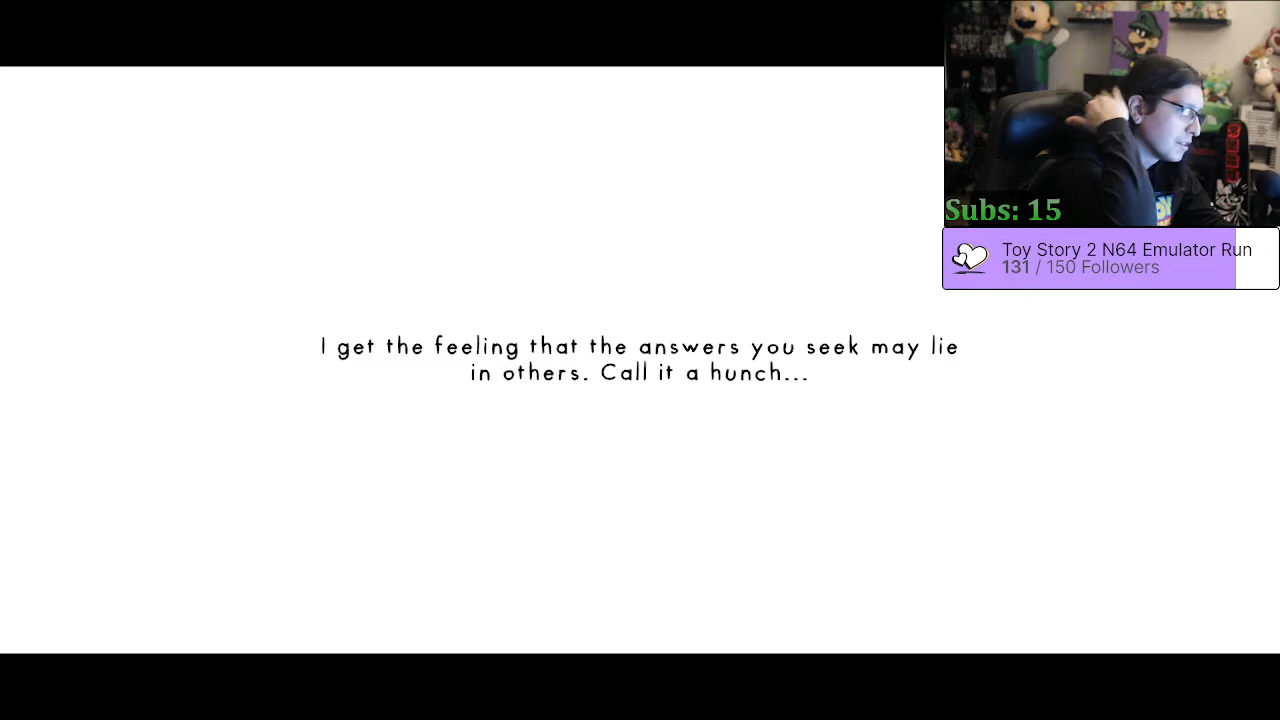 Subs: 15
Toy Story 2 N64 Emulator Run
131 / 150 Followers
I get the feeling that the answers you seek may lie
in others. Call it a hunch...